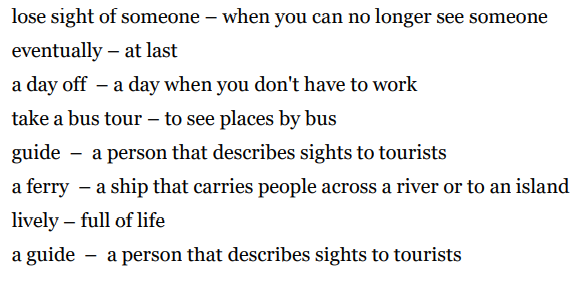 lose sight of someone – when you can no longer see someone
eventually – at last
a day off  – a day when you don't have to work
take a bus tour – to see places by bus
guide  –  a person that describes sights to tourists
a ferry  – a ship that carries people across a river or to an island
lively – full of life
a guide  –  a person that describes sights to tourists